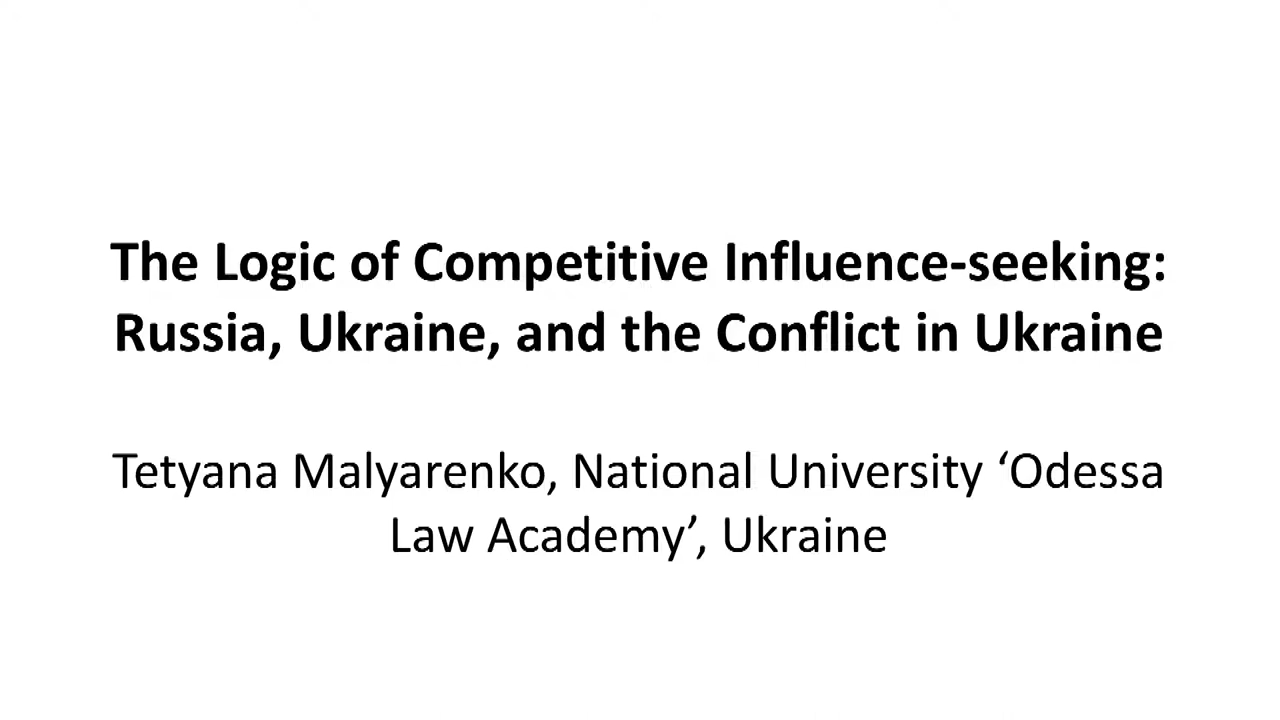 The Logic of Competitive Influence-seeking:
Russia, Ukraine, and the Conflict in Ukraine
Tetyana Malyarenko, National University ‘Odessa
Law Academy’, Ukraine